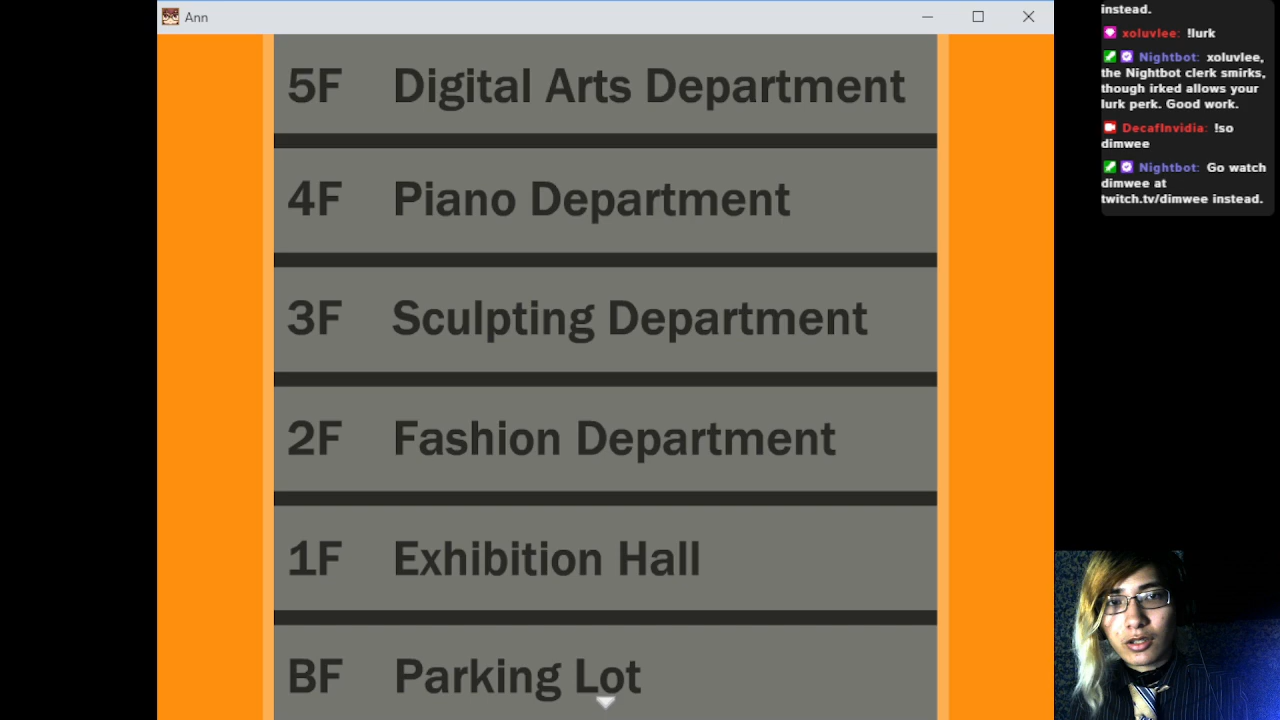 Ann
5F Digital Arts Department
4F Piano Department
3F Sculpting Department
2F Fashion Department
1F Exhibition Hall
BF Parking Lot
instead.
xoluvlee: !lurk
Nightbot: xoluvlee,
the Nightbot clerk smirks,
though irked allows your
lurk perk. Good work.
DecafInvidia: !so
dimwee
Nightbot: Go watch
dimwee at
twitch.tv/dimwee instead.